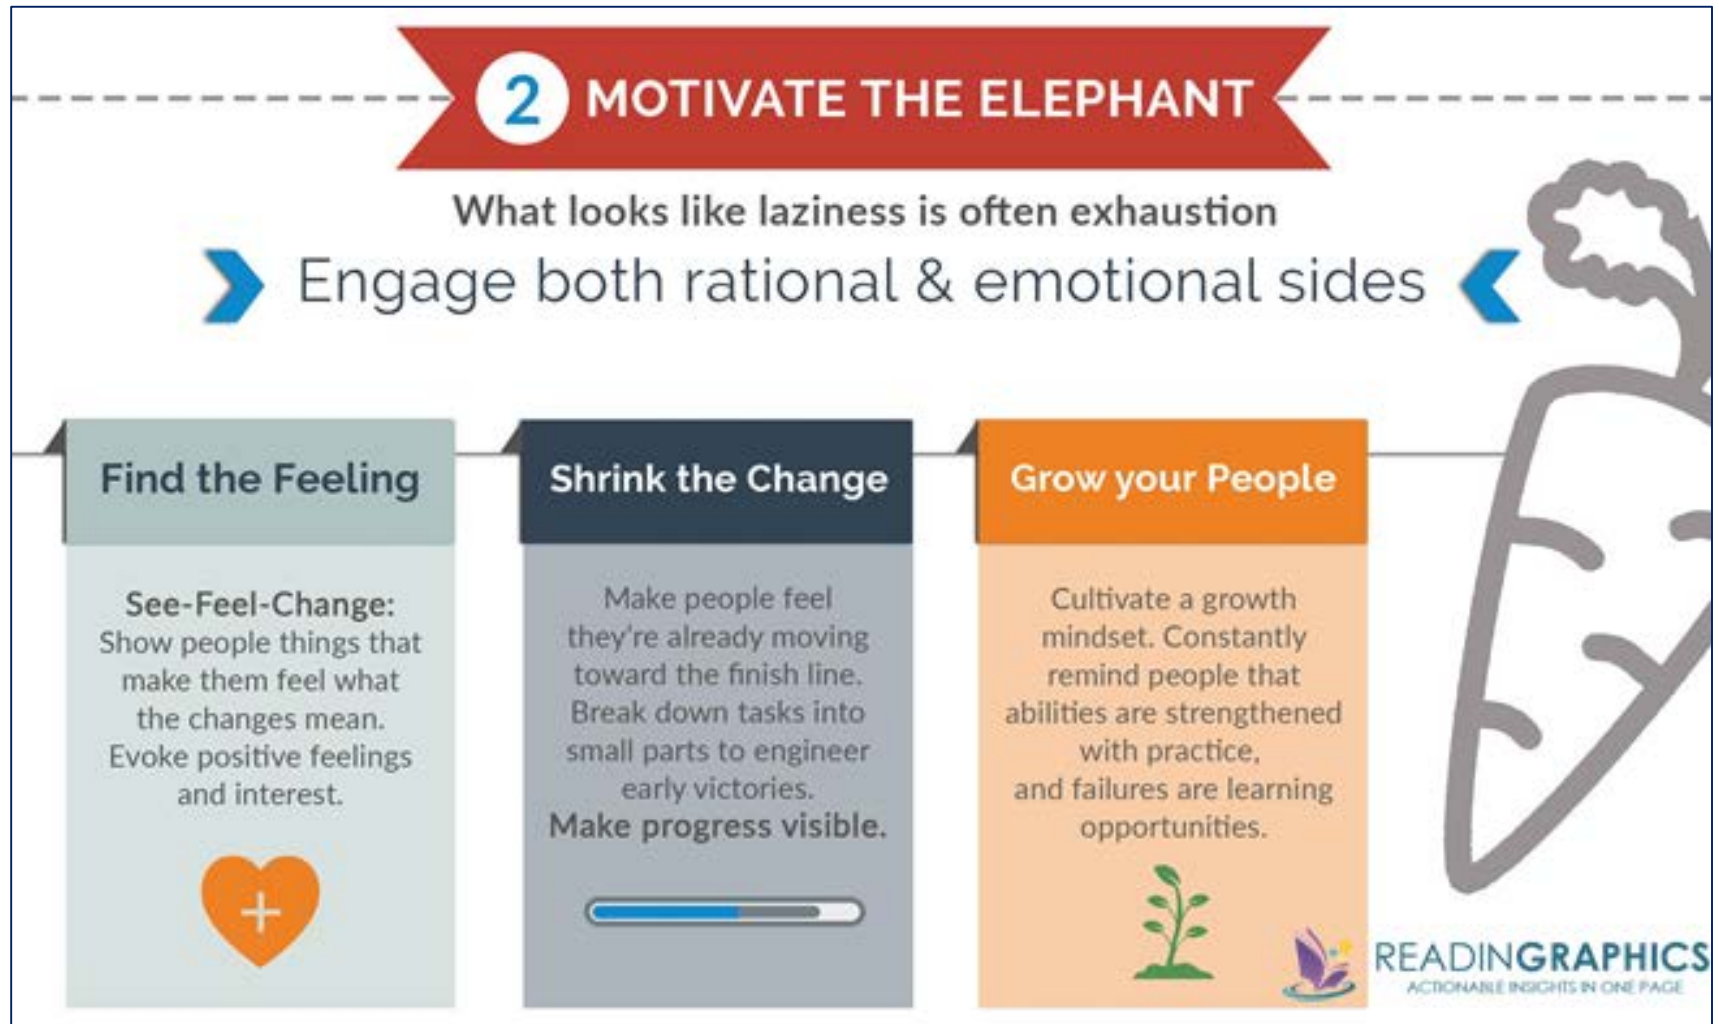 2 MOTIVATE THE ELEPHANT
What looks like laziness is often exhaustion
Engage both rational & emotional sides
Find the Feeling
See-Feel-Change:
Show people things that
make them feel what
the changes mean.
Evoke positive feelings
and interest.
Shrink the Change
Make people feel
they're already moving
toward the finish line.
Break down tasks into
small parts to engineer
early victories.
Make progress visible.
Grow your People
Cultivate a growth
mindset. Constantly
remind people that
abilities are strengthened
with practice,
and failures are learning
opportunities.
READINGRAPHICS
ACTIONABLE INSIGHTS IN ONE PAGE